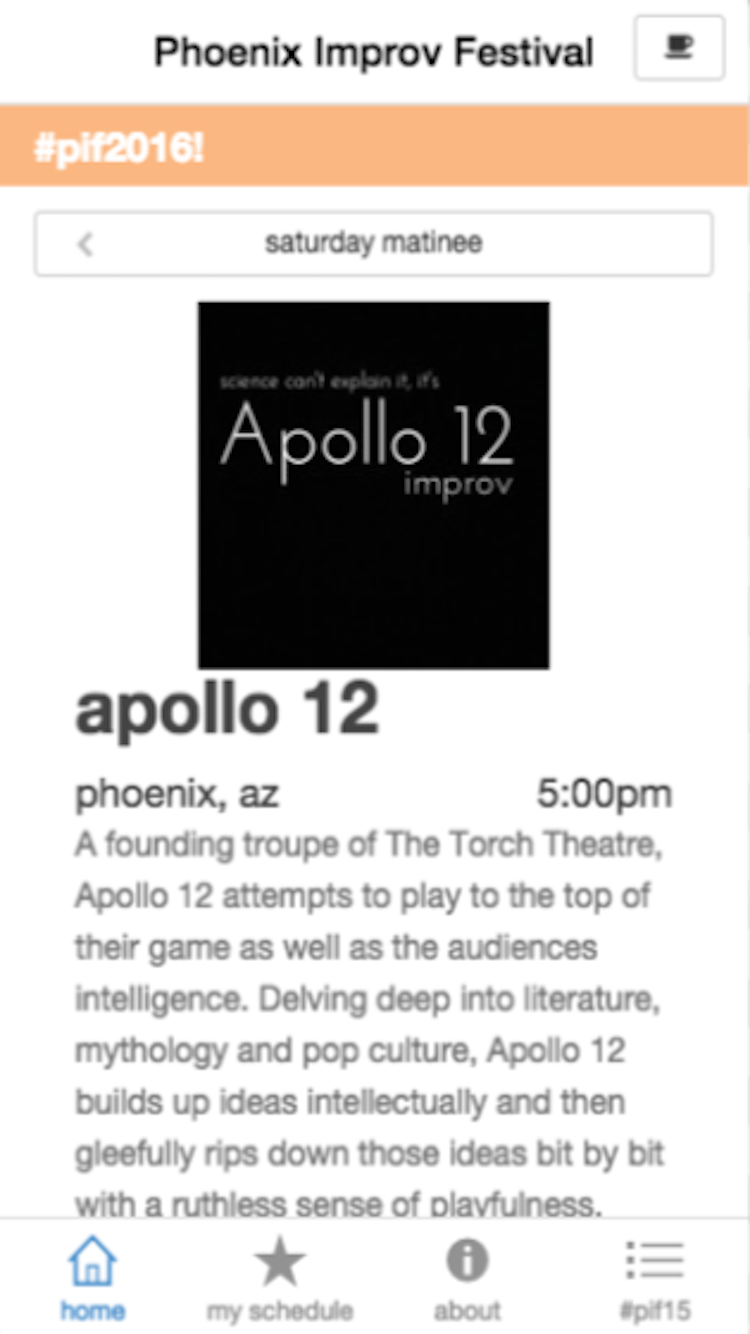 Phoenix Improv Festival
#pif2016!
saturday matinee
science can't explain it, it's
Apollo 12
improv
apollo 12
phoenix, az 5:00pm
A founding troupe of The Torch Theatre,
Apollo 12 attempts to play to the top of
their game as well as the audiences
intelligence. Delving deep into literature,
mythology and pop culture, Apollo 12
builds up ideas intellectually and then
gleefully rips down those ideas bit by bit
with a ruthless sense of playfulness.
home my schedule about #pif15